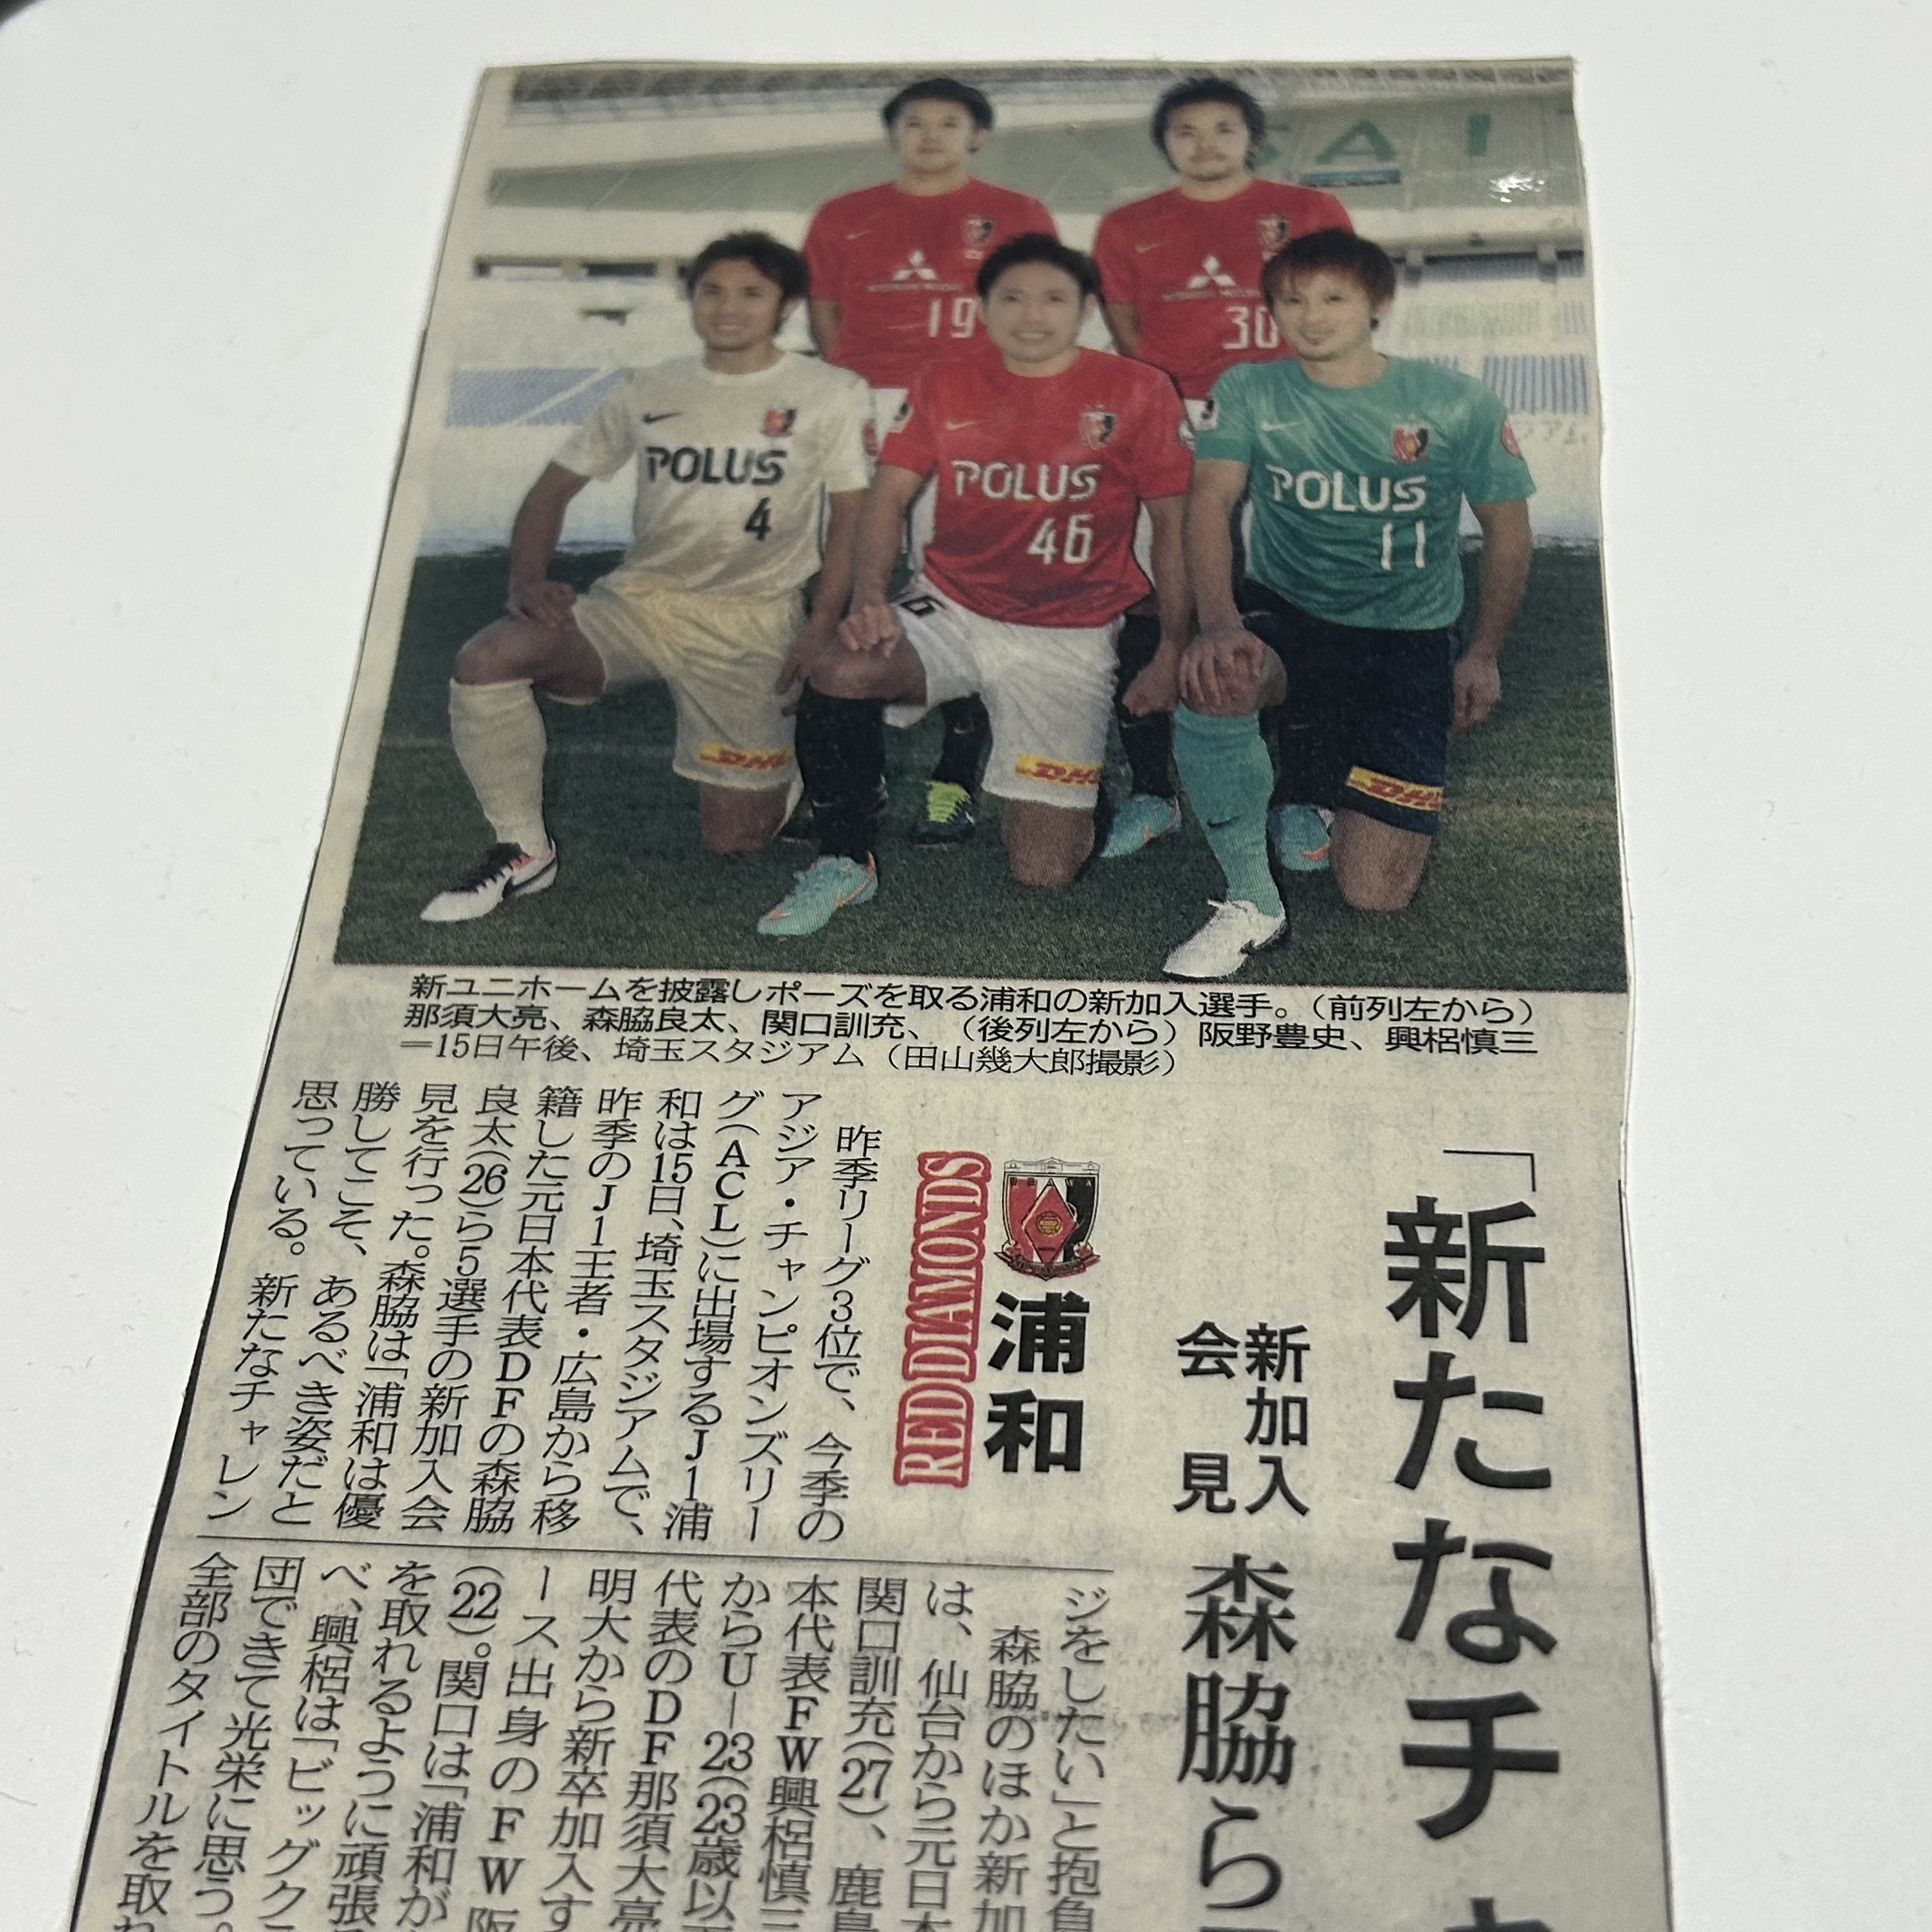 SAI
19
30
POLUS
4
POLUS
46
POLUS
11
6
DHL
DHL
DHL
新ユニホームを披露しポーズを取る浦和の新加入選手。(前列左から)
那須大亮、森脇良太、関口訓充、(後列左から)阪野豊史、興梠慎三
=15日午後、埼玉スタジアム(田山幾大郎撮影)
「新たなチ
新加入
会見
森脇ら
浦和
RED DIAMONDS
昨季リーグ3位で、今季の
アジア・チャンピオンズリー
グ(ACL)に出場するJ1浦
和は15日、埼玉スタジアムで、
昨季のJ1王者・広島から移
籍した元日本代表DFの森脇
良太(26)ら5選手の新加入会
見を行った。森脇は「浦和は優
勝してこそ、あるべき姿だと
思っている。新たなチャレン
ジをしたい」と抱負
森脇のほか新加
は、仙台から元日本
関口訓充(27)、鹿島
本代表FW興梠慎三
からU-23(23歳以下
代表のDF那須大亮
明大から新卒加入す
ース出身のFW阪
(22)。関口は「浦和が
を取れるように頑張
べ、興梠は「ビッグク
団できて光栄に思う。
全部のタイトルを取れ